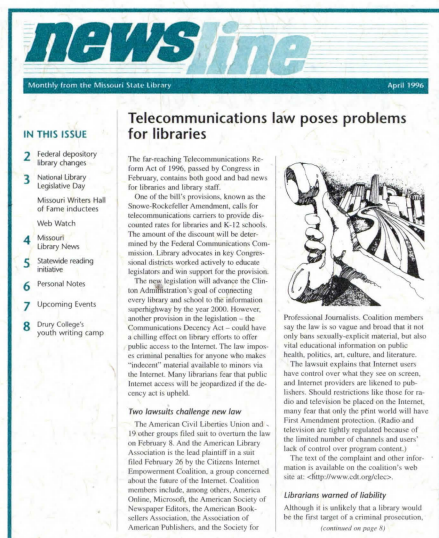 newsline
Monthly from the Missouri State Library
April 1996
IN THIS ISSUE
2 Federal depository
library changes
3 National Library
Legislative Day
Missouri Writers Hall
of Fame inductees
Web Watch
4 Missouri
Library News
5 Statewide reading
initiative
6 Personal Notes
7 Upcoming Events
8 Drury College's
youth writing camp
Telecommunications law poses problems
for libraries
The far-reaching Telecommunications Re-
form Act of 1996, passed by Congress in
February, contains both good and bad news
for libraries and library staff.
One of the bill's provisions, known as the
Snowe-Rockefeller Amendment, calls for
telecommunications carriers to provide dis-
counted rates for libraries and K-12 schools.
The amount of the discount will be deter-
mined by the Federal Communications Com-
mission. Library advocates in key Congres-
sional districts worked actively to educate
legislators and win support for the provision.
The new legislation will advance the Clin-
ton Administration's goal of connecting
every library and school to the information
superhighway by the year 2000. However,
another provision in the legislation – the
Communications Decency Act – could have
a chilling effect on library efforts to offer
public access to the Internet. The law impos-
es criminal penalties for anyone who makes
"indecent" material available to minors via
the Internet. Many librarians fear that public
Internet access will be jeopardized if the de-
cency act is upheld.
Two lawsuits challenge new law
The American Civil Liberties Union and
19 other groups filed suit to overturn the law
on February 8. And the American Library
Association is the lead plaintiff in a suit
filed February 26 by the Citizens Internet
Empowerment Coalition, a group concerned
about the future of the Internet. Coalition
members include, among others, America
Online, Microsoft, the American Society of
Newspaper Editors, the American Book-
sellers Association, the Association of
American Publishers, and the Society for
Professional Journalists. Coalition members
say the law is so vague and broad that it not
only bans sexually-explicit material, but also
vital educational information on public
health, politics, art, culture, and literature.
The lawsuit explains that Internet users
have control over what they see on screen,
and Internet providers are likened to pub-
lishers. Should restrictions like those for ra-
dio and television be placed on the Internet,
many fear that only the print world will have
First Amendment protection. (Radio and
television are tightly regulated because of
the limited number of channels and users'
lack of control over program content.)
The text of the complaint and other infor-
mation is available on the coalition's web
site at: <http://www.cdt.org/ciec>.
Librarians warned of liability
Although it is unlikely that a library would
be the first target of a criminal prosecution,
(continued on page 8)